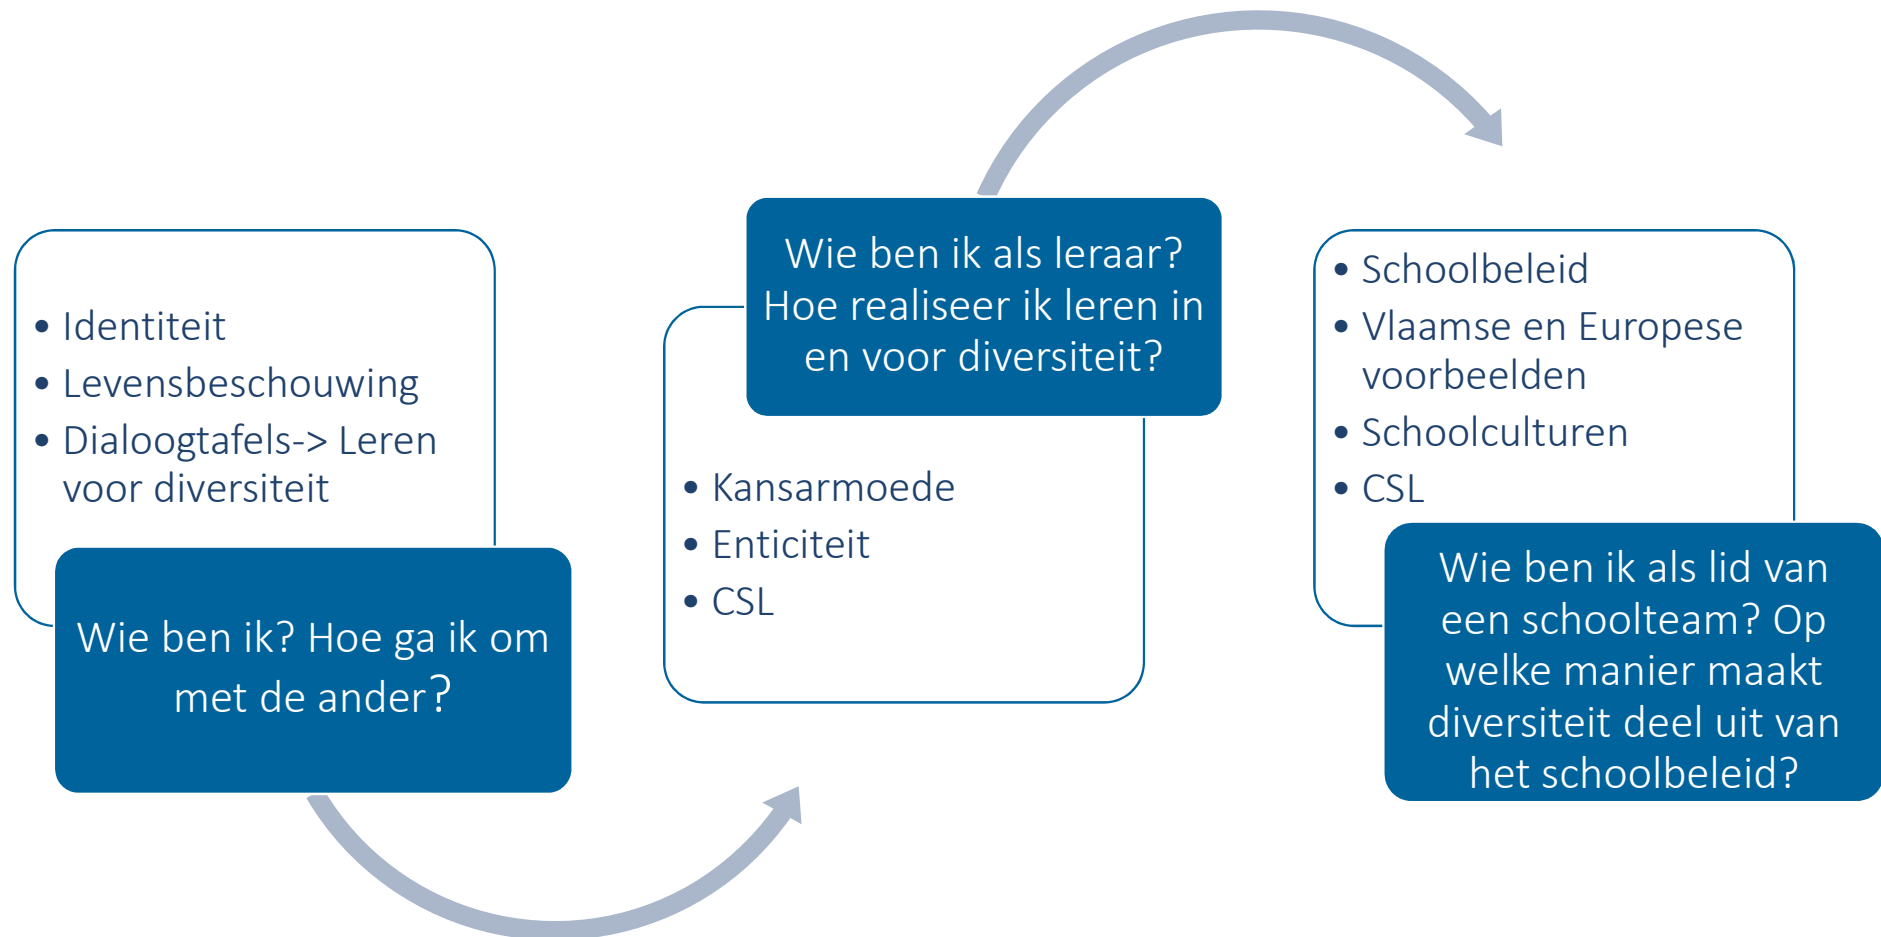 • Identiteit
• Levensbeschouwing
• Dialoogtafels-> Leren
voor diversiteit
Wie ben ik? Hoe ga ik om
met de ander?
Wie ben ik als leraar?
Hoe realiseer ik leren in
en voor diversiteit?
• Kansarmoede
• Enticiteit
• CSL
• Schoolbeleid
• Vlaamse en Europese
voorbeelden
• Schoolculturen
• CSL
Wie ben ik als lid van
een schoolteam? Op
welke manier maakt
diversiteit deel uit van
het schoolbeleid?